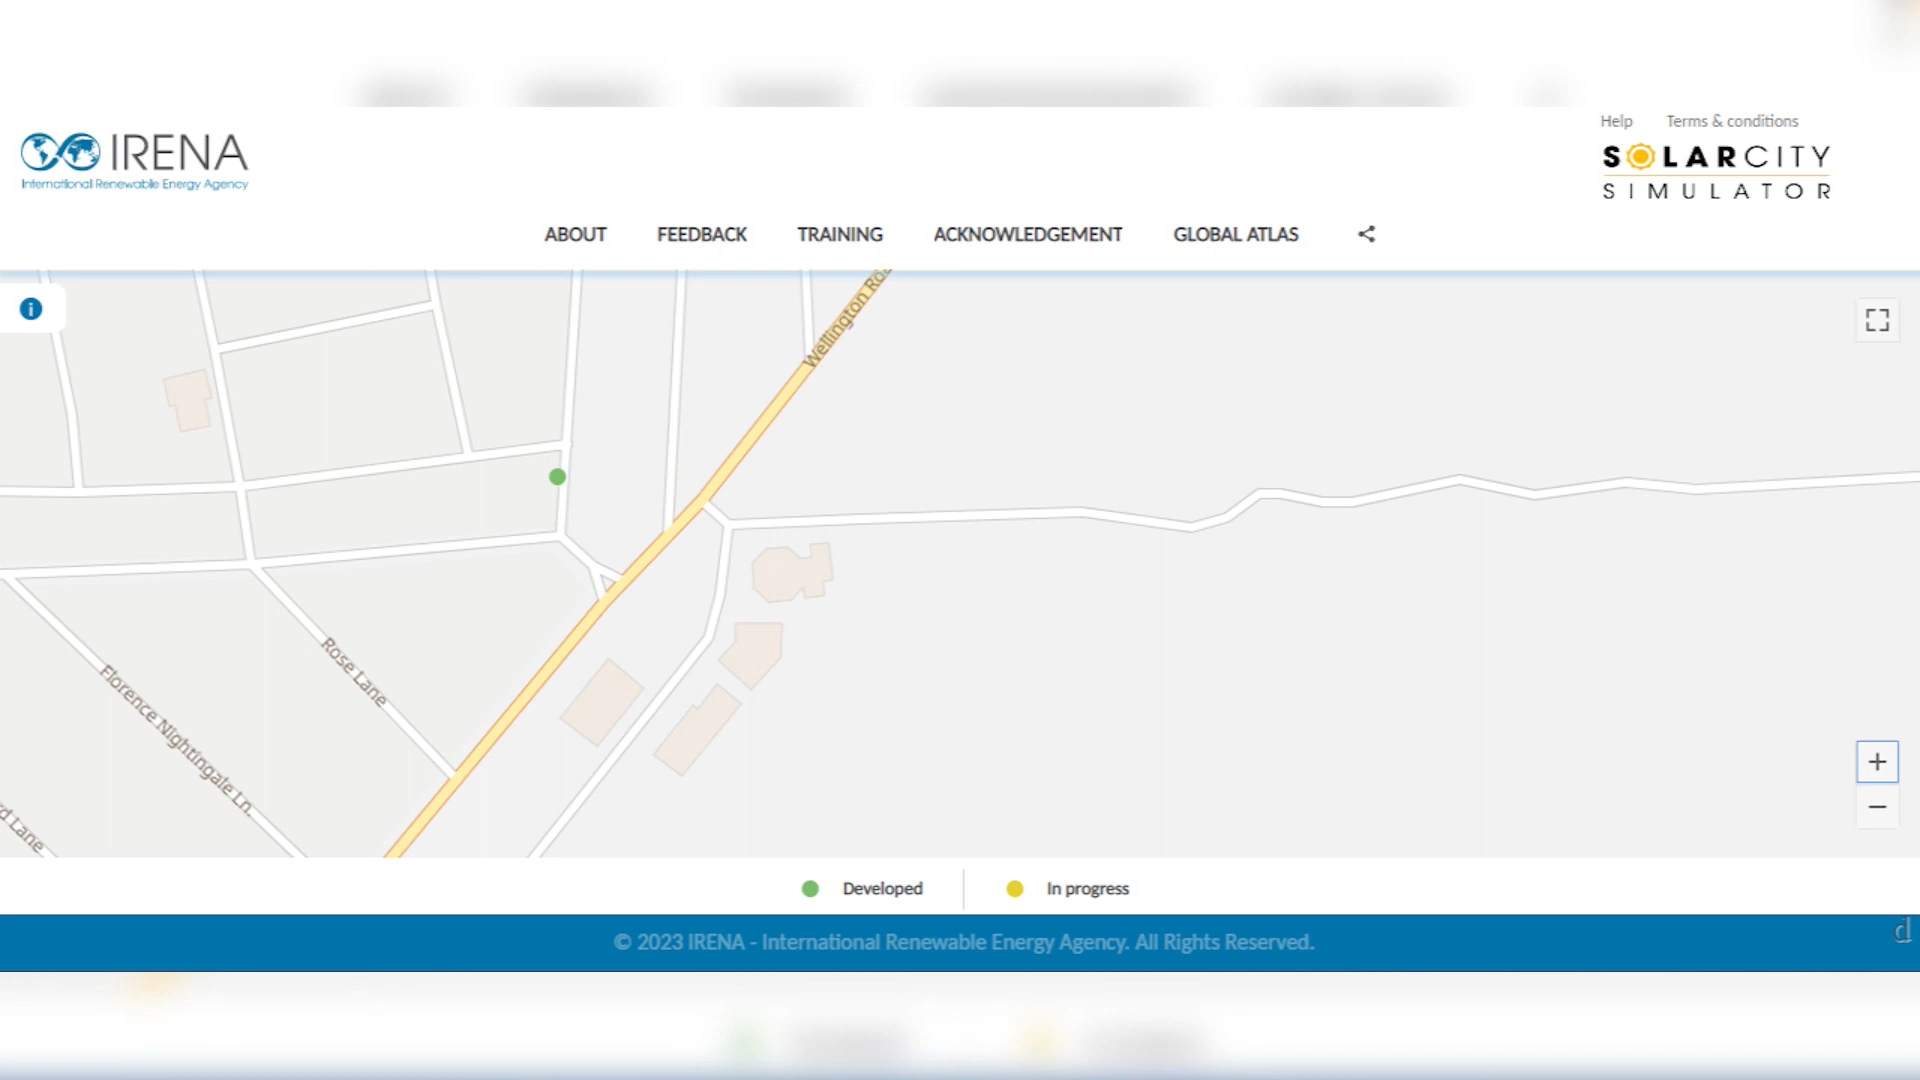 Help Terms & conditions
IRENA
International Renewable Energy Agency
SOLARCITY
SIMULATOR
ABOUT FEEDBACK TRAINING ACKNOWLEDGEMENT GLOBAL ATLAS
i
Wellington Roa
Rose Lane
Florence Nightingale Ln.
d Lane
+
−
Developed In progress
© 2023 IRENA - International Renewable Energy Agency. All Rights Reserved.
d